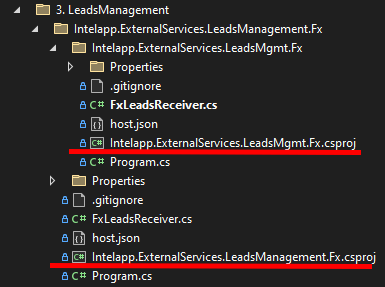 3. LeadsManagement
Intelapp.ExternalServices.LeadsManagement.Fx
Intelapp.ExternalServices.LeadsMgmt.Fx
Properties
.gitignore
C# FxLeadsReceiver.cs
host.json
Intelapp.ExternalServices.LeadsMgmt.Fx.csproj
C# Program.cs
Properties
.gitignore
C# FxLeadsReceiver.cs
host.json
Intelapp.ExternalServices.LeadsManagement.Fx.csproj
C# Program.cs